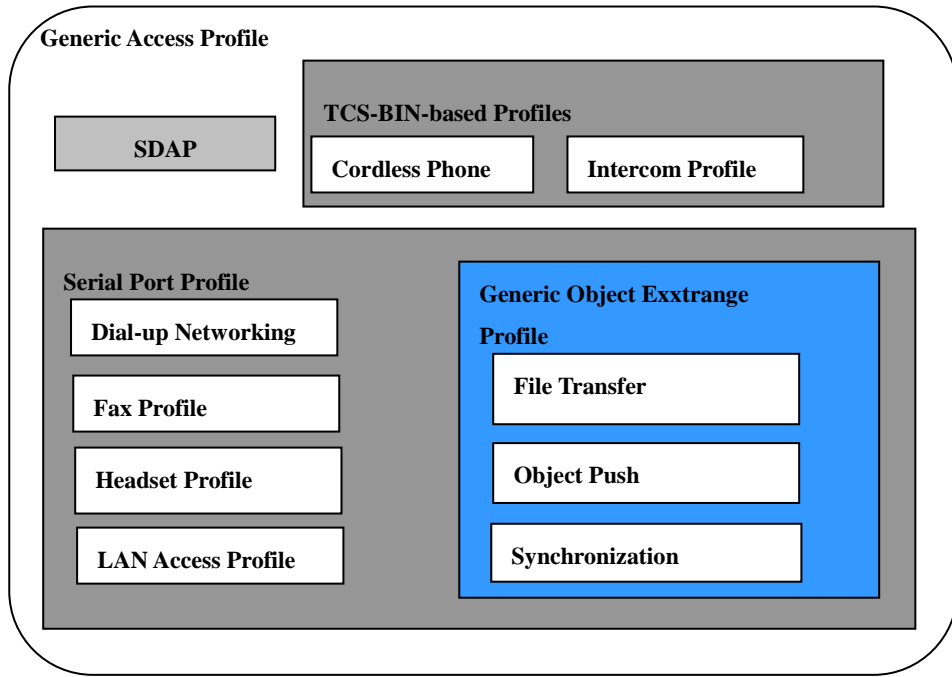 Generic Access Profile
SDAP
TCS-BIN-based Profiles
Cordless Phone
Intercom Profile
Serial Port Profile
Dial-up Networking
Fax Profile
Headset Profile
LAN Access Profile
Generic Object Exxtrange
Profile
File Transfer
Object Push
Synchronization